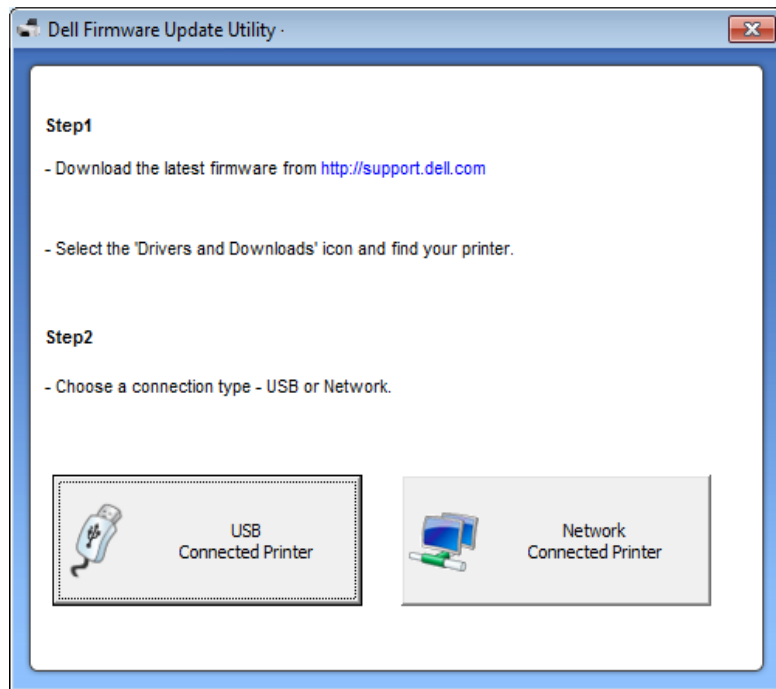 Dell Firmware Update Utility -
Step1
- Download the latest firmware from http://support.dell.com
- Select the 'Drivers and Downloads' icon and find your printer.
Step2
- Choose a connection type - USB or Network.
USB
Connected Printer
Network
Connected Printer